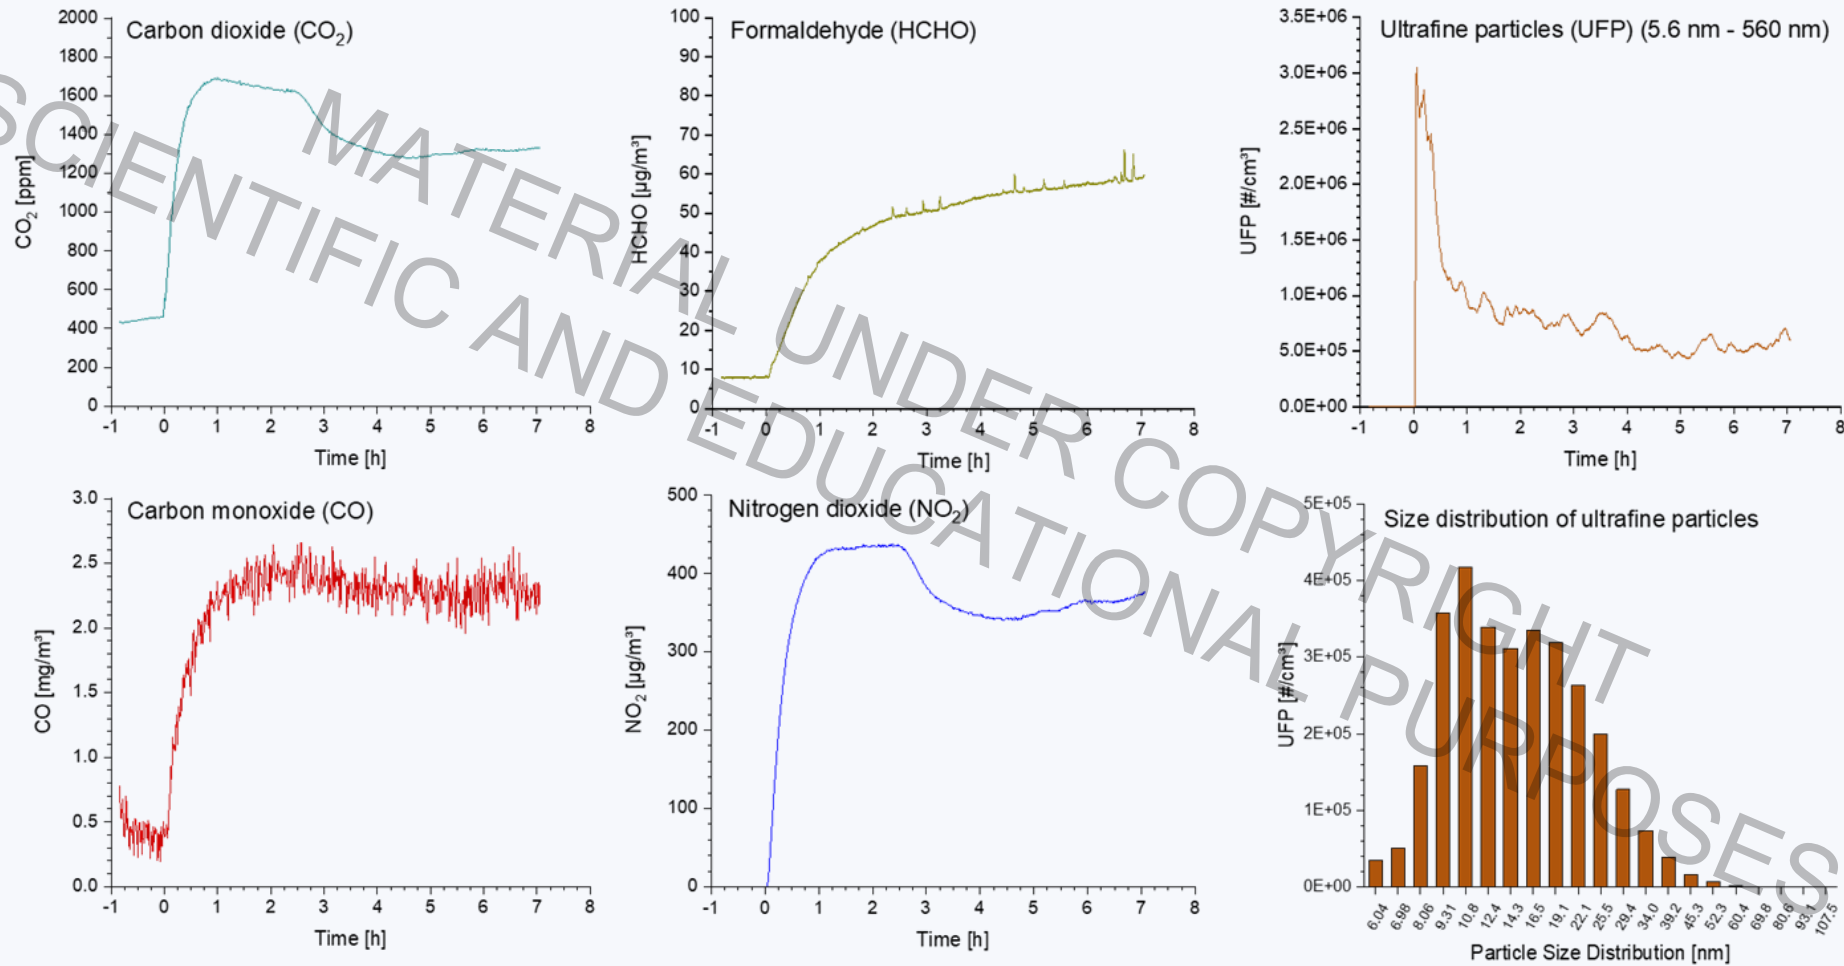 Carbon dioxide (CO₂)
CO₂ [ppm]
2000
1800
1600
1400
1200
1000
800
600
400
200
0
-1 0 1 2 3 4 5 6 7 8
Time [h]
Formaldehyde (HCHO)
HCHO [µg/m³]
100
90
80
70
60
50
40
30
20
10
0
-1 0 1 2 3 4 5 6 7 8
Time [h]
Ultrafine particles (UFP) (5.6 nm - 560 nm)
UFP [#/cm³]
3.5E+06
3.0E+06
2.5E+06
2.0E+06
1.5E+06
1.0E+06
5.0E+05
0.0E+00
-1 0 1 2 3 4 5 6 7 8
Time [h]
Carbon monoxide (CO)
CO [mg/m³]
3.0
2.5
2.0
1.5
1.0
0.5
0.0
-1 0 1 2 3 4 5 6 7 8
Time [h]
Nitrogen dioxide (NO₂)
NO₂ [µg/m³]
500
400
300
200
100
0
-1 0 1 2 3 4 5 6 7 8
Time [h]
Size distribution of ultrafine particles
UFP [#/cm³]
5E+05
4E+05
3E+05
2E+05
1E+05
0E+00
6.04 6.98 8.06 9.31 10.8 12.4 14.3 16.5 19.1 22.1 25.5 29.4 34.0 39.2 45.3 52.3 60.4 69.8 80.6 93.1 107.5
Particle Size Distribution [nm]
MATERIAL UNDER COPYRIGHT
SCIENTIFIC AND EDUCATIONAL PURPOSES